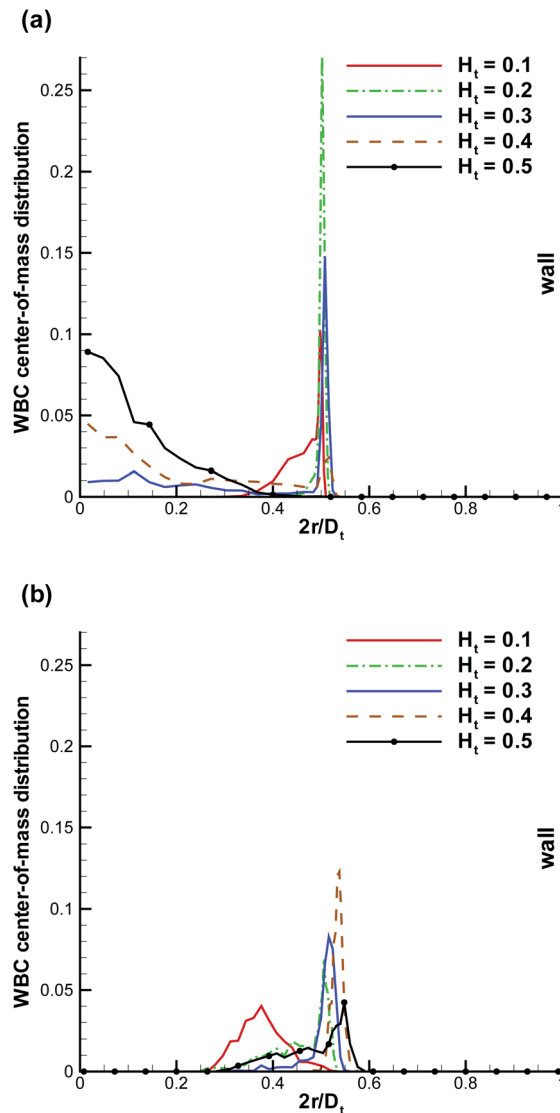 (a)
WBC center-of-mass distribution
0.25
0.2
0.15
0.1
0.05
0
H_t = 0.1
H_t = 0.2
H_t = 0.3
H_t = 0.4
H_t = 0.5
wall
0 0.2 0.4 0.6 0.8 1
2r/D_t
(b)
WBC center-of-mass distribution
0.25
0.2
0.15
0.1
0.05
0
H_t = 0.1
H_t = 0.2
H_t = 0.3
H_t = 0.4
H_t = 0.5
wall
0 0.2 0.4 0.6 0.8 1
2r/D_t